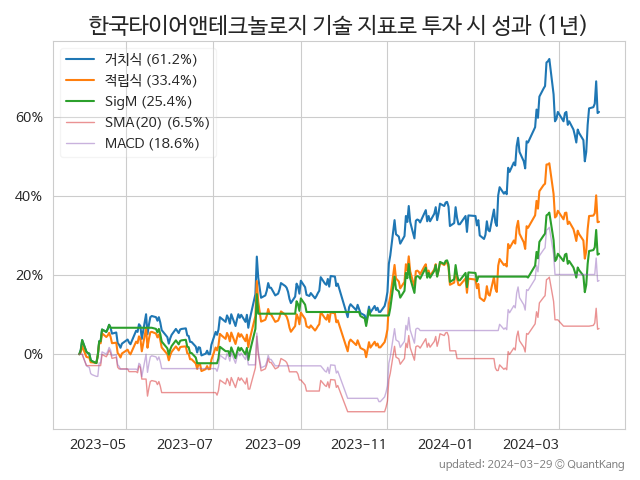 한국타이어앤테크놀로지 기술 지표로 투자 시 성과 (1년)
거치식 (61.2%)
적립식 (33.4%)
SigM (25.4%)
SMA(20) (6.5%)
MACD (18.6%)
60%
40%
20%
0%
2023-05 2023-07 2023-09 2023-11 2024-01 2024-03
updated: 2024-03-29 © QuantKang